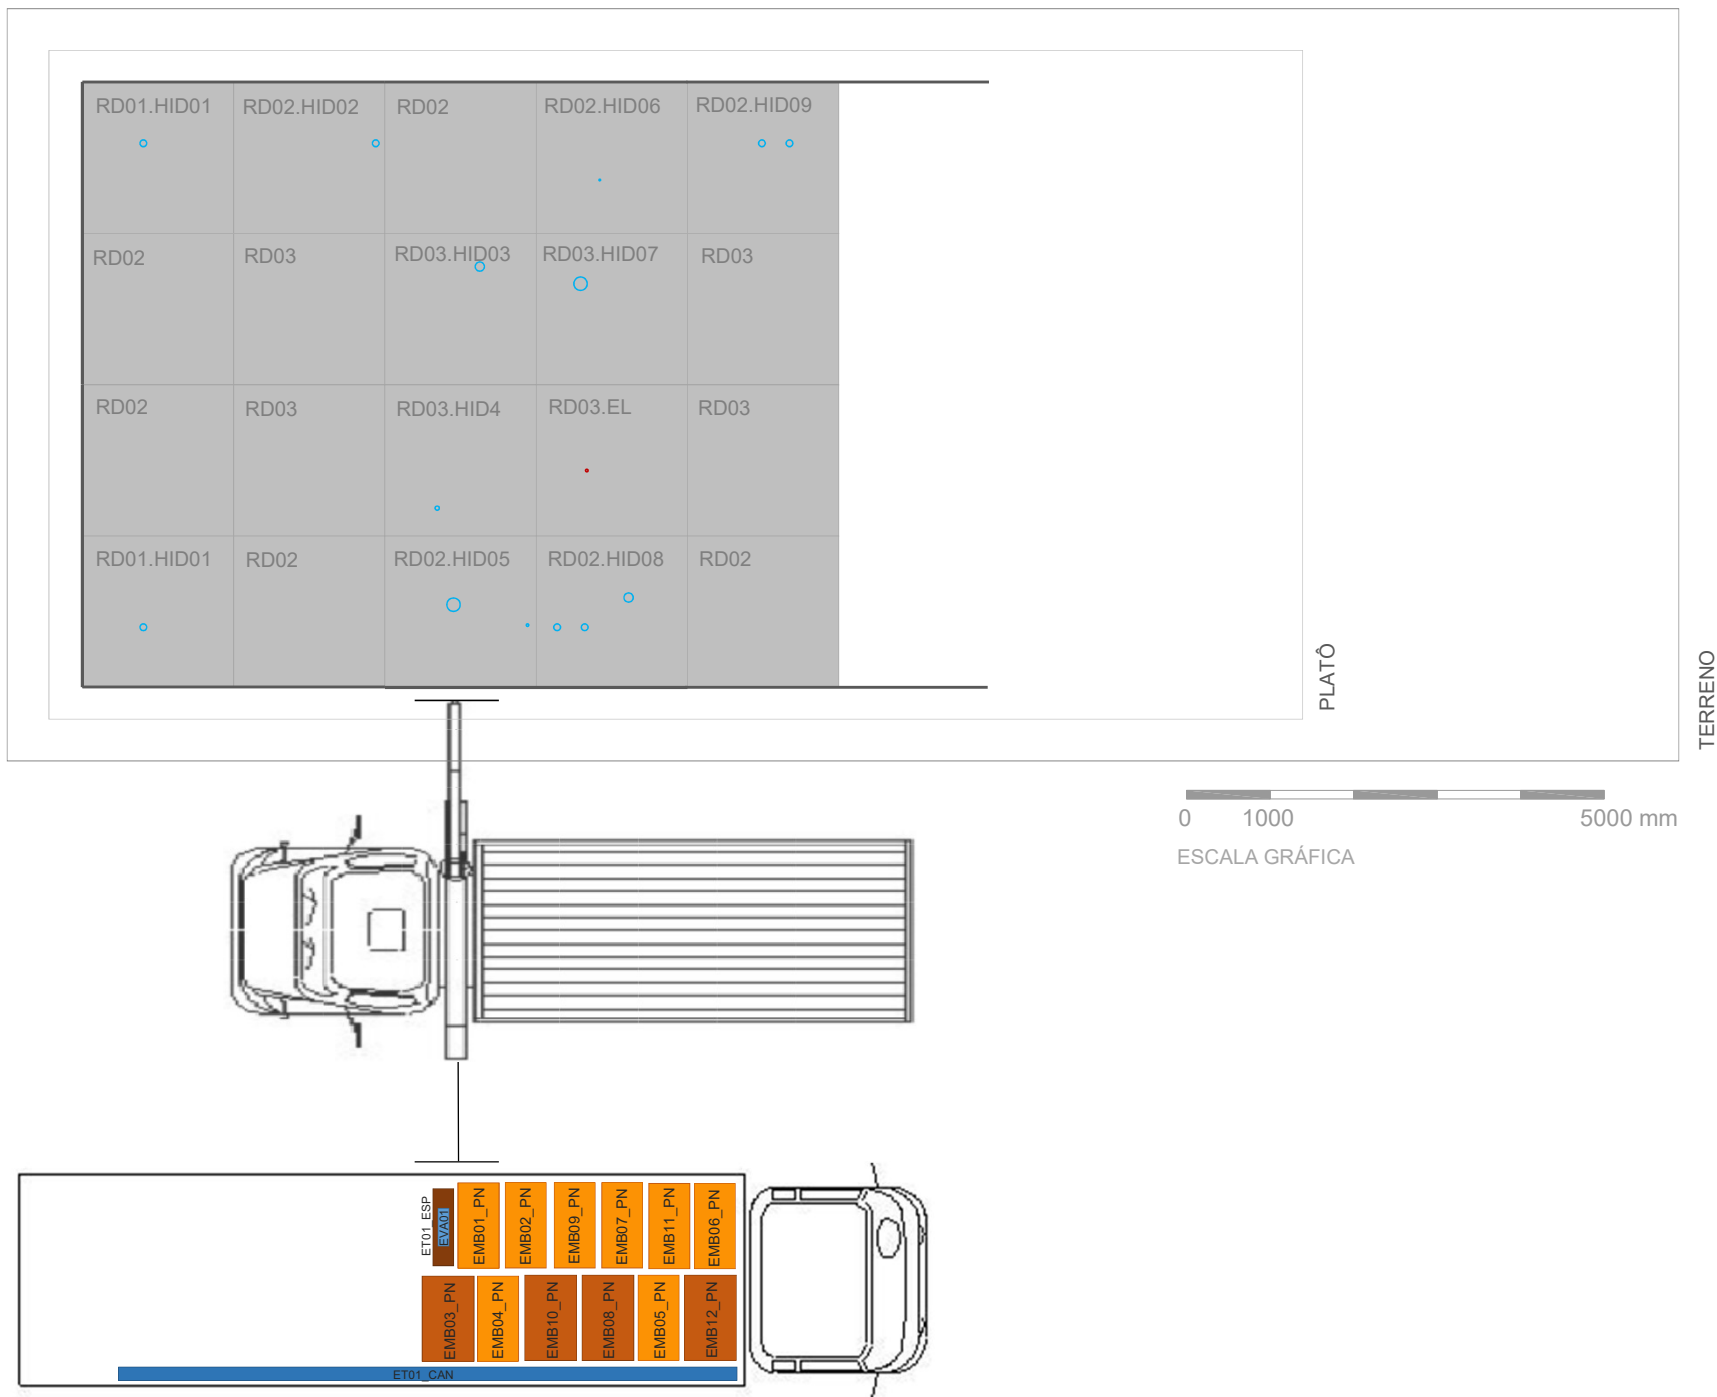 RD01.HID01
RD02.HID02
RD02
RD02.HID06
RD02.HID09
RD02
RD03
RD03.HID03
RD03.HID07
RD03
RD02
RD03
RD03.HID4
RD03.EL
RD03
RD01.HID01
RD02
RD02.HID05
RD02.HID08
RD02
PLATÔ
TERRENO
0
1000
5000 mm
ESCALA GRÁFICA
ET01_ESP
EVA01
EMB01_PN
EMB02_PN
EMB09_PN
EMB07_PN
EMB11_PN
EMB06_PN
EMB03_PN
EMB04_PN
EMB10_PN
EMB08_PN
EMB05_PN
EMB12_PN
ET01_CAN